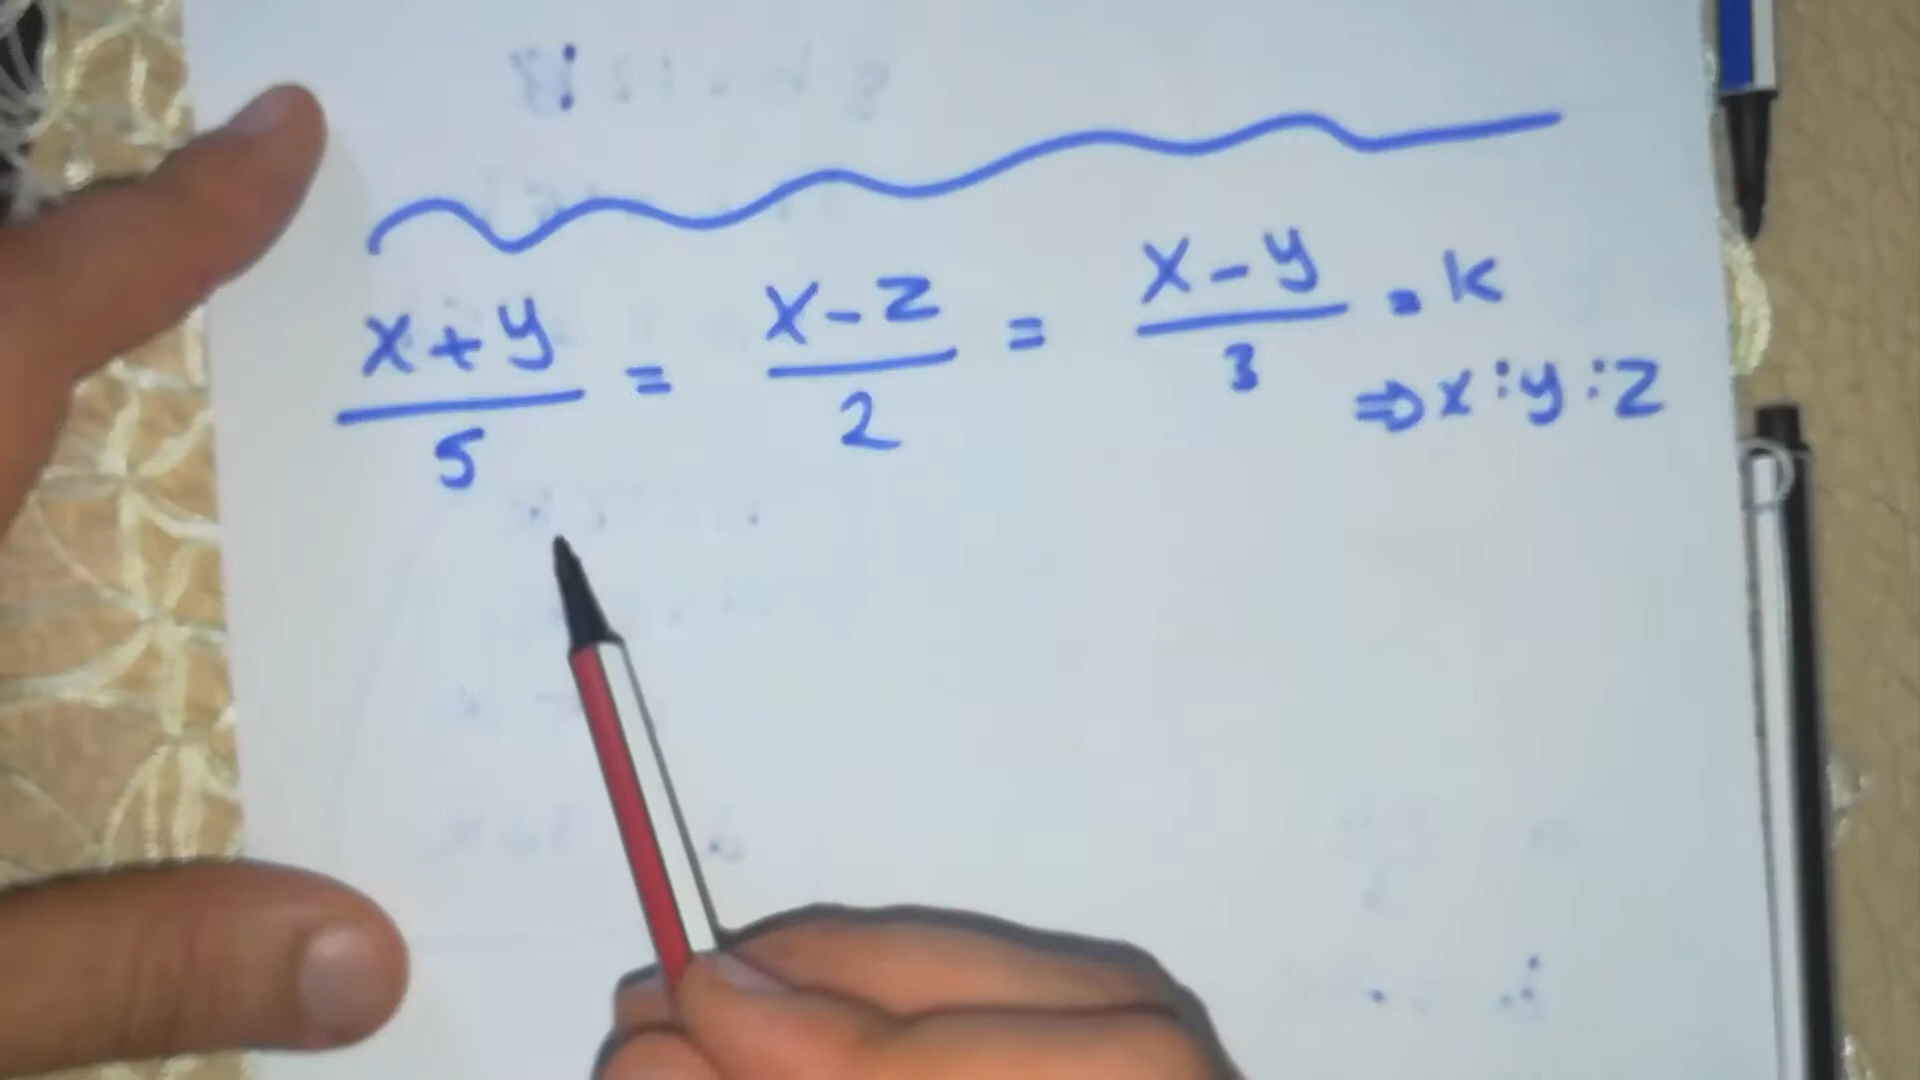 x+y/5 = x-z/2 = x-y/3 = k
⇒ x:y:z